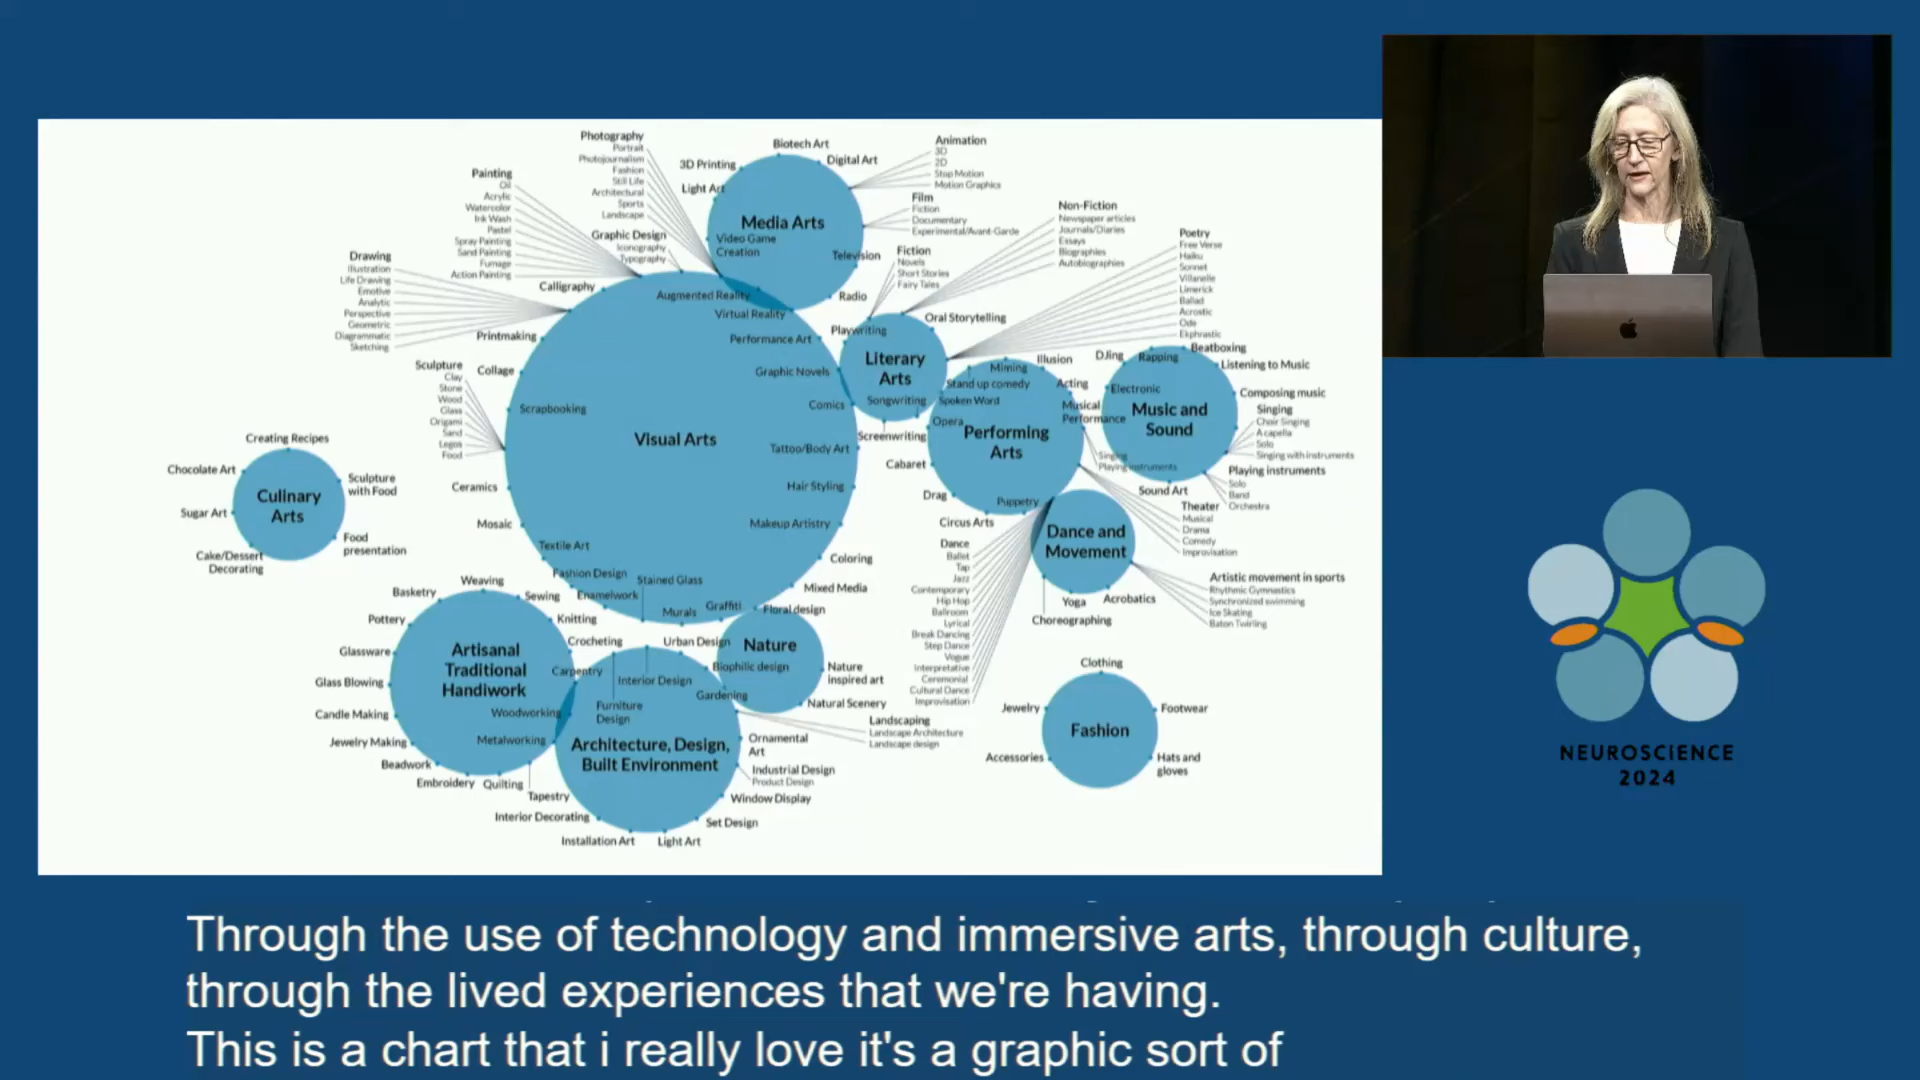 Photography
Portrait
Photojournalism
Fashion
Still Life
Architectural
Sports
Landscape
Graphic Design
Iconography
Typography
Painting
Oil
Acrylic
Watercolor
Ink Wash
Pastel
Spray Painting
Sand Painting
Fumage
Action Painting
Drawing
Illustration
Life Drawing
Emotive
Analytic
Perspective
Geometric
Diagrammatic
Sketching
Calligraphy
Printmaking
Sculpture
Clay
Stone
Wood
Glass
Origami
Sand
Legos
Food
Collage
Scrapbooking
Ceramics
Mosaic
Textile Art
Fashion Design
Stained Glass
Enamelwork
Murals
Graffiti
Floral design
Visual Arts
Augmented Reality
Virtual Reality
Performance Art
Graphic Novels
Comics
Tattoo/Body Art
Hair Styling
Makeup Artistry
Coloring
Mixed Media
Biotech Art
3D Printing
Light Art
Digital Art
Media Arts
Video Game
Creation
Television
Radio
Animation
3D
2D
Stop Motion
Motion Graphics
Film
Fiction
Documentary
Experimental/Avant-Garde
Fiction
Novels
Short Stories
Fairy Tales
Non-Fiction
Newspaper articles
Journals/Diaries
Essays
Biographies
Autobiographies
Poetry
Free Verse
Haiku
Sonnet
Villanelle
Limerick
Ballad
Acrostic
Ode
Ekphrastic
Playwriting
Oral Storytelling
Literary
Arts
Songwriting
Screenwriting
Miming
Illusion
Stand up comedy
Acting
Spoken Word
Musical
Performance
Opera
Performing
Arts
Cabaret
Drag
Circus Arts
Puppetry
Singing
Playing instruments
DJing
Rapping
Beatboxing
Listening to Music
Electronic
Music and
Sound
Composing music
Singing
Choir Singing
A capella
Solo
Singing with instruments
Playing instruments
Solo
Band
Orchestra
Sound Art
Theater
Musical
Drama
Comedy
Improvisation
Dance and
Movement
Dance
Ballet
Tap
Jazz
Contemporary
Hip Hop
Ballroom
Lyrical
Break Dancing
Step Dance
Vogue
Interpretative
Ceremonial
Cultural Dance
Improvisation
Yoga
Acrobatics
Choreographing
Artistic movement in sports
Rhythmic Gymnastics
Synchronized swimming
Ice Skating
Baton Twirling
Creating Recipes
Chocolate Art
Sculpture
with Food
Culinary
Arts
Sugar Art
Food
presentation
Cake/Dessert
Decorating
Weaving
Basketry
Sewing
Pottery
Knitting
Glassware
Crocheting
Artisanal
Traditional
Handiwork
Carpentry
Glass Blowing
Candle Making
Woodworking
Jewelry Making
Metalworking
Beadwork
Embroidery
Quilting
Tapestry
Urban Design
Interior Design
Furniture
Design
Architecture, Design,
Built Environment
Interior Decorating
Installation Art
Light Art
Set Design
Window Display
Industrial Design
Product Design
Ornamental
Art
Nature
Biophilic design
Gardening
Nature
inspired art
Natural Scenery
Landscaping
Landscape Architecture
Landscape design
Clothing
Jewelry
Footwear
Fashion
Accessories
Hats and
gloves
NEUROSCIENCE
2024
Through the use of technology and immersive arts, through culture,
through the lived experiences that we're having.
This is a chart that i really love it's a graphic sort of